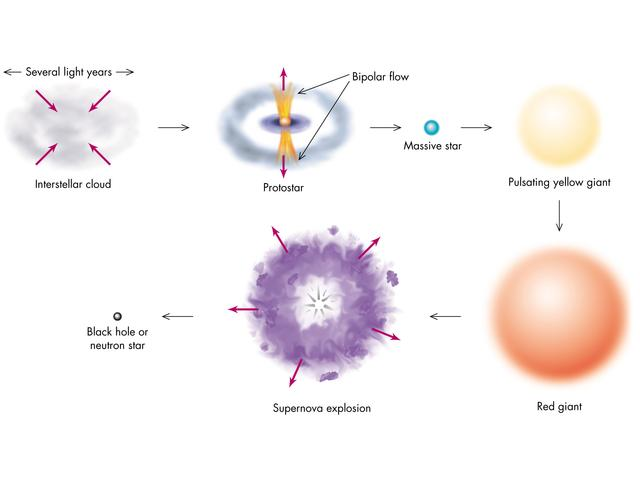 Several light years
Bipolar flow
Interstellar cloud
Protostar
Massive star
Pulsating yellow giant
Black hole or
neutron star
Supernova explosion
Red giant